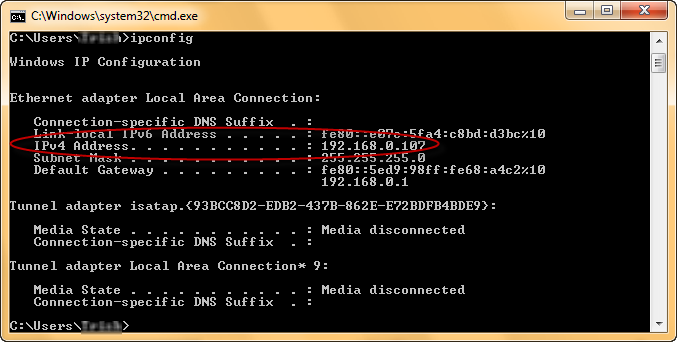 C:\Windows\system32\cmd.exe
C:\Users\ >ipconfig
Windows IP Configuration
Ethernet adapter Local Area Connection:
Connection-specific DNS Suffix . :
Link-local IPv6 Address . . . . . : fe80::e07e:5fa4:c8bd:d3bc%10
IPv4 Address. . . . . . . . . . . : 192.168.0.107
Subnet Mask . . . . . . . . . . . : 255.255.255.0
Default Gateway . . . . . . . . . : fe80::5ed9:98ff:fe68:a4c2%10
192.168.0.1
Tunnel adapter isatap.{93BCC8D2-EDB2-437B-862E-E72BDFB4BDE9}:
Media State . . . . . . . . . . . : Media disconnected
Connection-specific DNS Suffix . :
Tunnel adapter Local Area Connection* 9:
Media State . . . . . . . . . . . : Media disconnected
Connection-specific DNS Suffix . :
C:\Users\ >